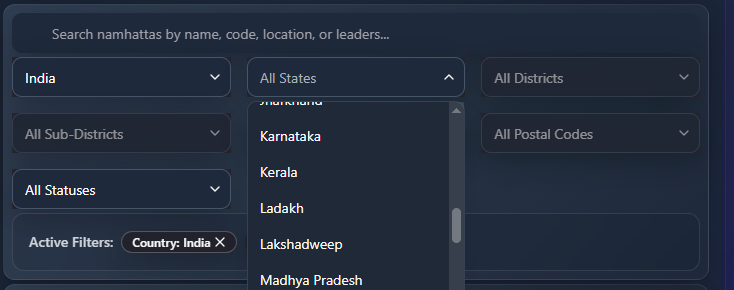 Search namhattas by name, code, location, or leaders...
India
All States
All Districts
Jharkhand
Karnataka
Kerala
Ladakh
Lakshadweep
Madhya Pradesh
All Sub-Districts
All Postal Codes
All Statuses
Active Filters: Country: India ✕